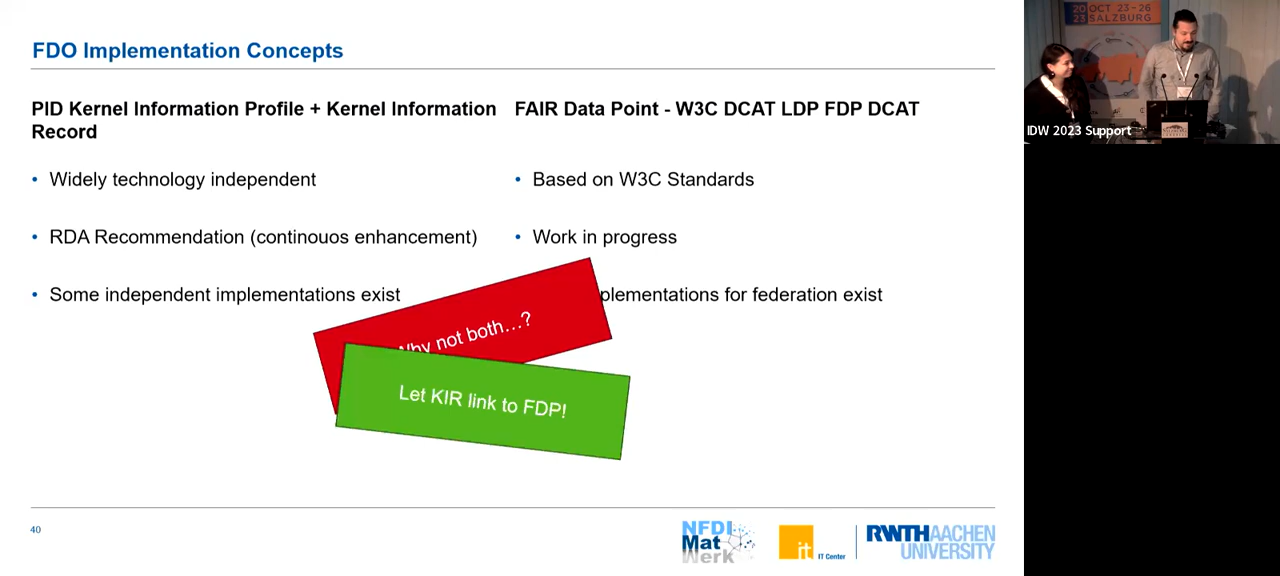 FDO Implementation Concepts
PID Kernel Information Profile + Kernel Information
Record
• Widely technology independent
• RDA Recommendation (continouos enhancement)
• Some independent implementations exist
FAIR Data Point - W3C DCAT LDP FDP DCAT
• Based on W3C Standards
• Work in progress
plementations for federation exist
not both...?
Let KIR link to FDP!
40
NFDI
Mat
Werk
it IT Center
RWTHAACHEN
UNIVERSITY
20 OCT 23-26
23 SALZBURG
IDW 2023 Support